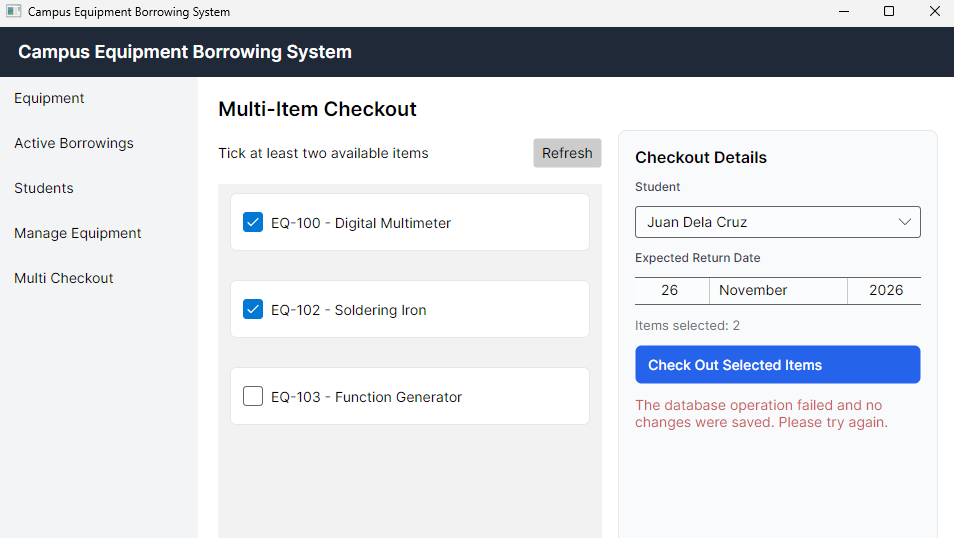 Campus Equipment Borrowing System
Campus Equipment Borrowing System
Equipment
Active Borrowings
Students
Manage Equipment
Multi Checkout
Multi-Item Checkout
Tick at least two available items
Refresh
EQ-100 - Digital Multimeter
EQ-102 - Soldering Iron
EQ-103 - Function Generator
Checkout Details
Student
Juan Dela Cruz
Expected Return Date
26 November 2026
Items selected: 2
Check Out Selected Items
The database operation failed and no
changes were saved. Please try again.